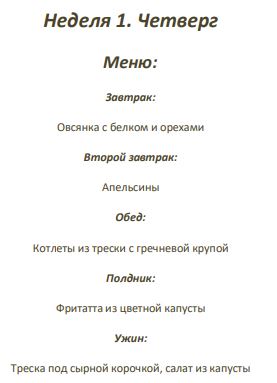 Неделя 1. Четверг
Меню:
Завтрак:
Овсянка с белком и орехами
Второй завтрак:
Апельсины
Обед:
Котлеты из трески с гречневой крупой
Полдник:
Фритатта из цветной капусты
Ужин:
Треска под сырной корочкой, салат из капусты